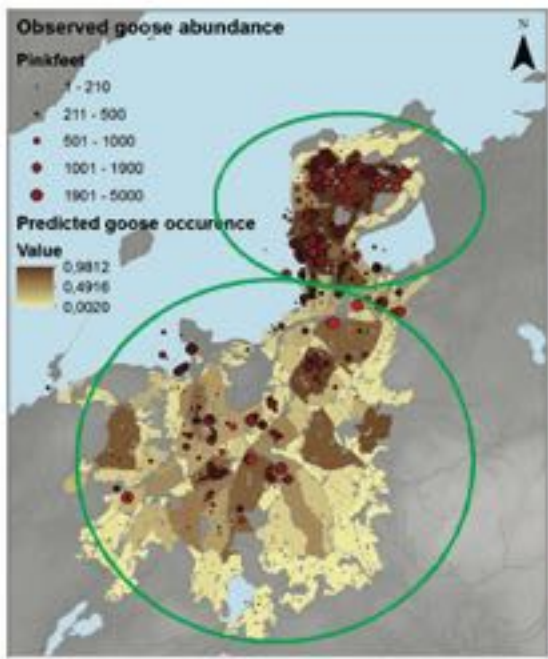 Observed goose abundance
N
Pinkfeet
1 - 210
211 - 500
501 - 1000
1001 - 1900
1901 - 5000
Predicted goose occurence
Value
0,9812
0,4916
0,0020